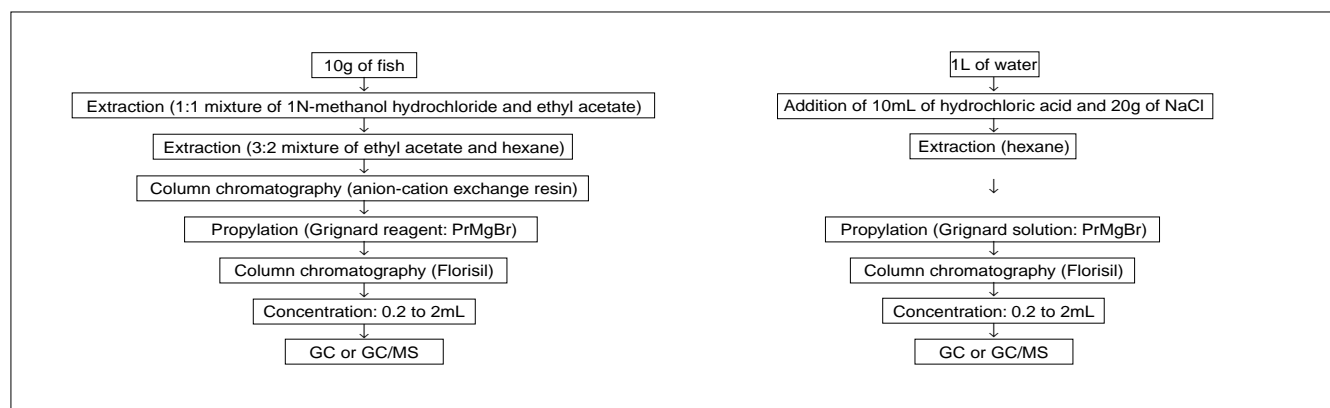 10g of fish
Extraction (1:1 mixture of 1N-methanol hydrochloride and ethyl acetate)
Extraction (3:2 mixture of ethyl acetate and hexane)
Column chromatography (anion-cation exchange resin)
Propylation (Grignard reagent: PrMgBr)
Column chromatography (Florisil)
Concentration: 0.2 to 2mL
GC or GC/MS
1L of water
Addition of 10mL of hydrochloric acid and 20g of NaCl
Extraction (hexane)
Propylation (Grignard solution: PrMgBr)
Column chromatography (Florisil)
Concentration: 0.2 to 2mL
GC or GC/MS